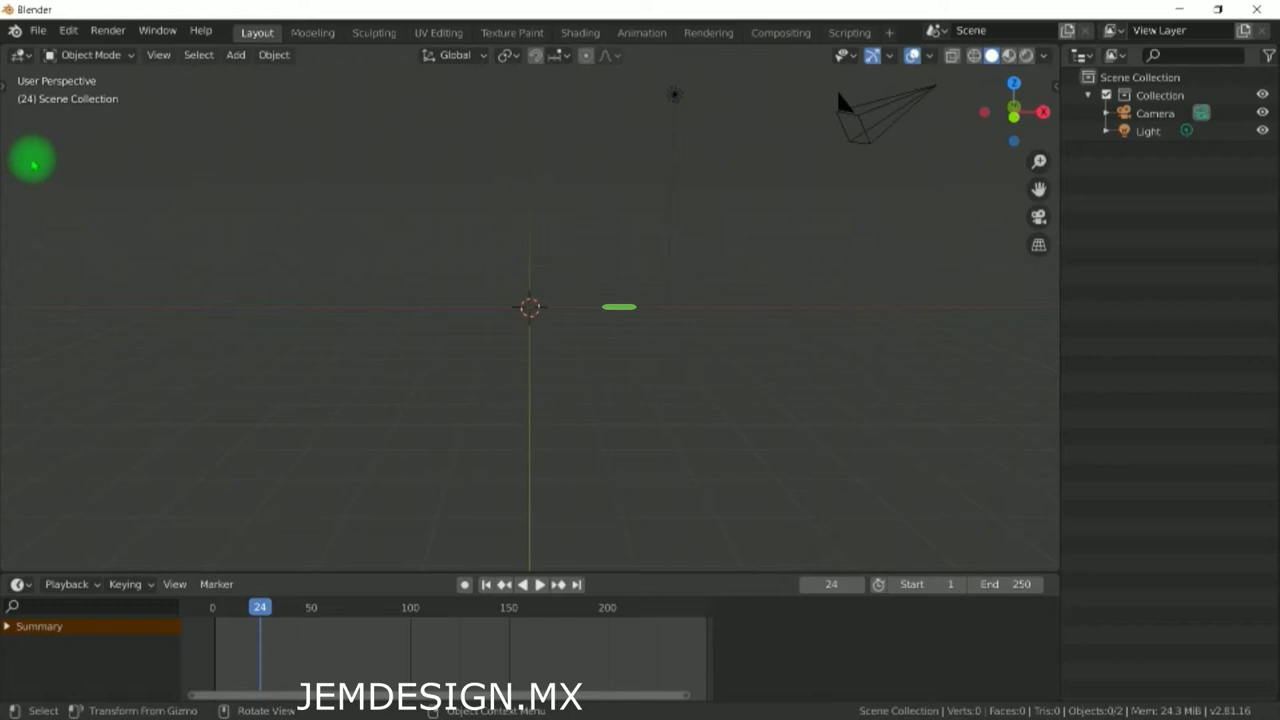 Blender
File Edit Render Window Help Layout Modeling Sculpting UV Editing Texture Paint Shading Animation Rendering Compositing Scripting + Scene View Layer
Object Mode View Select Add Object Global
User Perspective
(24) Scene Collection
Z
X
Scene Collection
Collection
Camera
Light
Playback Keying View Marker 24 Start 1 End 250
0 24 50 100 150 200
Summary
JEMDESIGN.MX
Select Transform From Gizmo Rotate View Object Context Menu Scene Collection | Verts:0 | Faces:0 | Tris:0 | Objects:0/2 | Mem: 24.3 MiB | v2.81.16